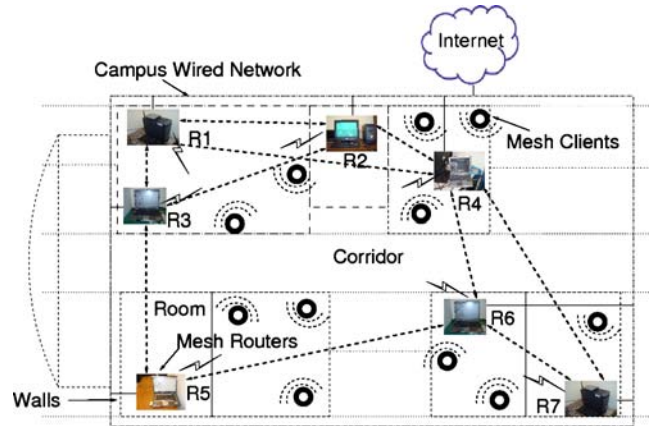 Internet
Campus Wired Network
Mesh Clients
R1
R2
R4
R3
Corridor
Room
R6
Mesh Routers
R5
R7
Walls